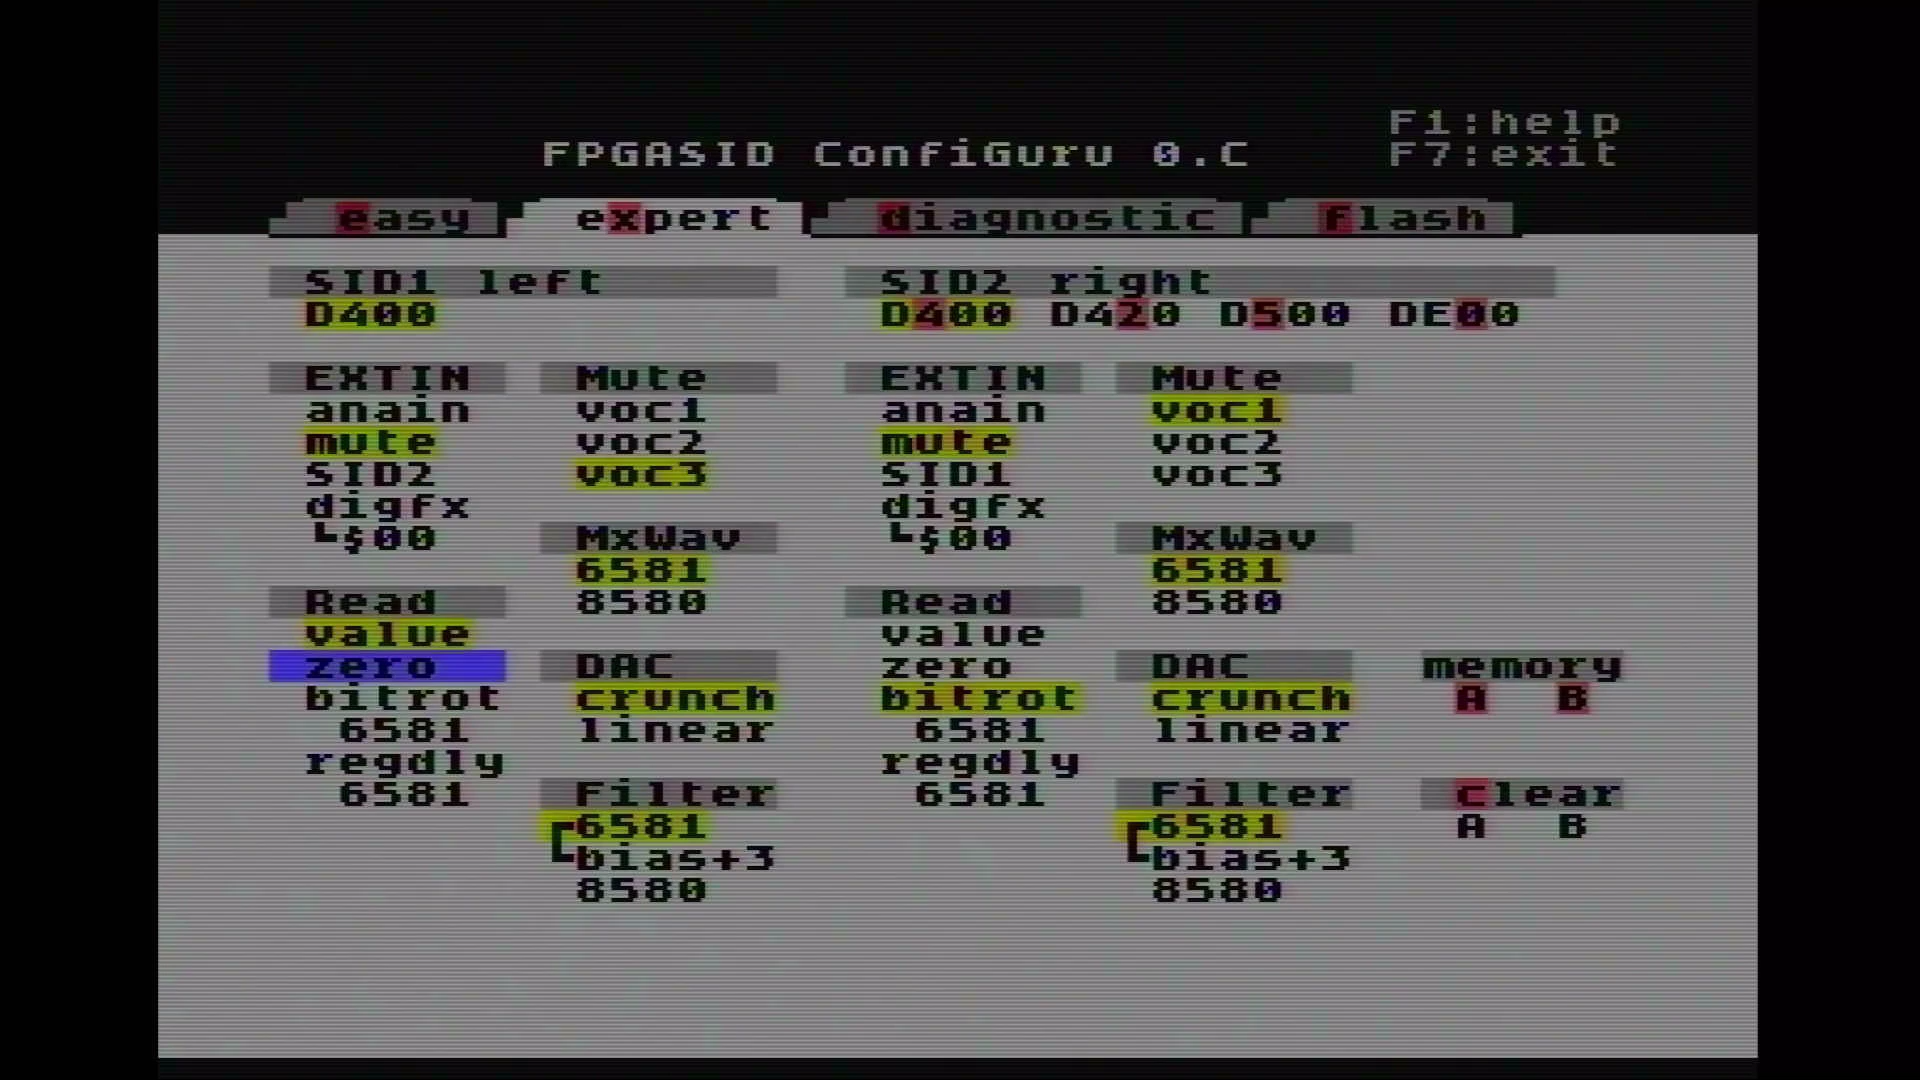 F1:help
FPGASID ConfiGuru 0.C F7:exit
easy expert diagnostic flash
SID1 left SID2 right
D400 D400 D420 D500 DE00
EXTIN Mute EXTIN Mute
anain voc1 anain voc1
mute voc2 mute voc2
SID2 voc3 SID1 voc3
digfx digfx
└$00 MxWav └$00 MxWav
6581 6581
Read 8580 Read 8580
value value
zero DAC zero DAC memory
bitrot crunch bitrot crunch A B
6581 linear 6581 linear
regdly regdly
6581 Filter 6581 Filter clear
6581 6581 A B
bias+3 bias+3
8580 8580